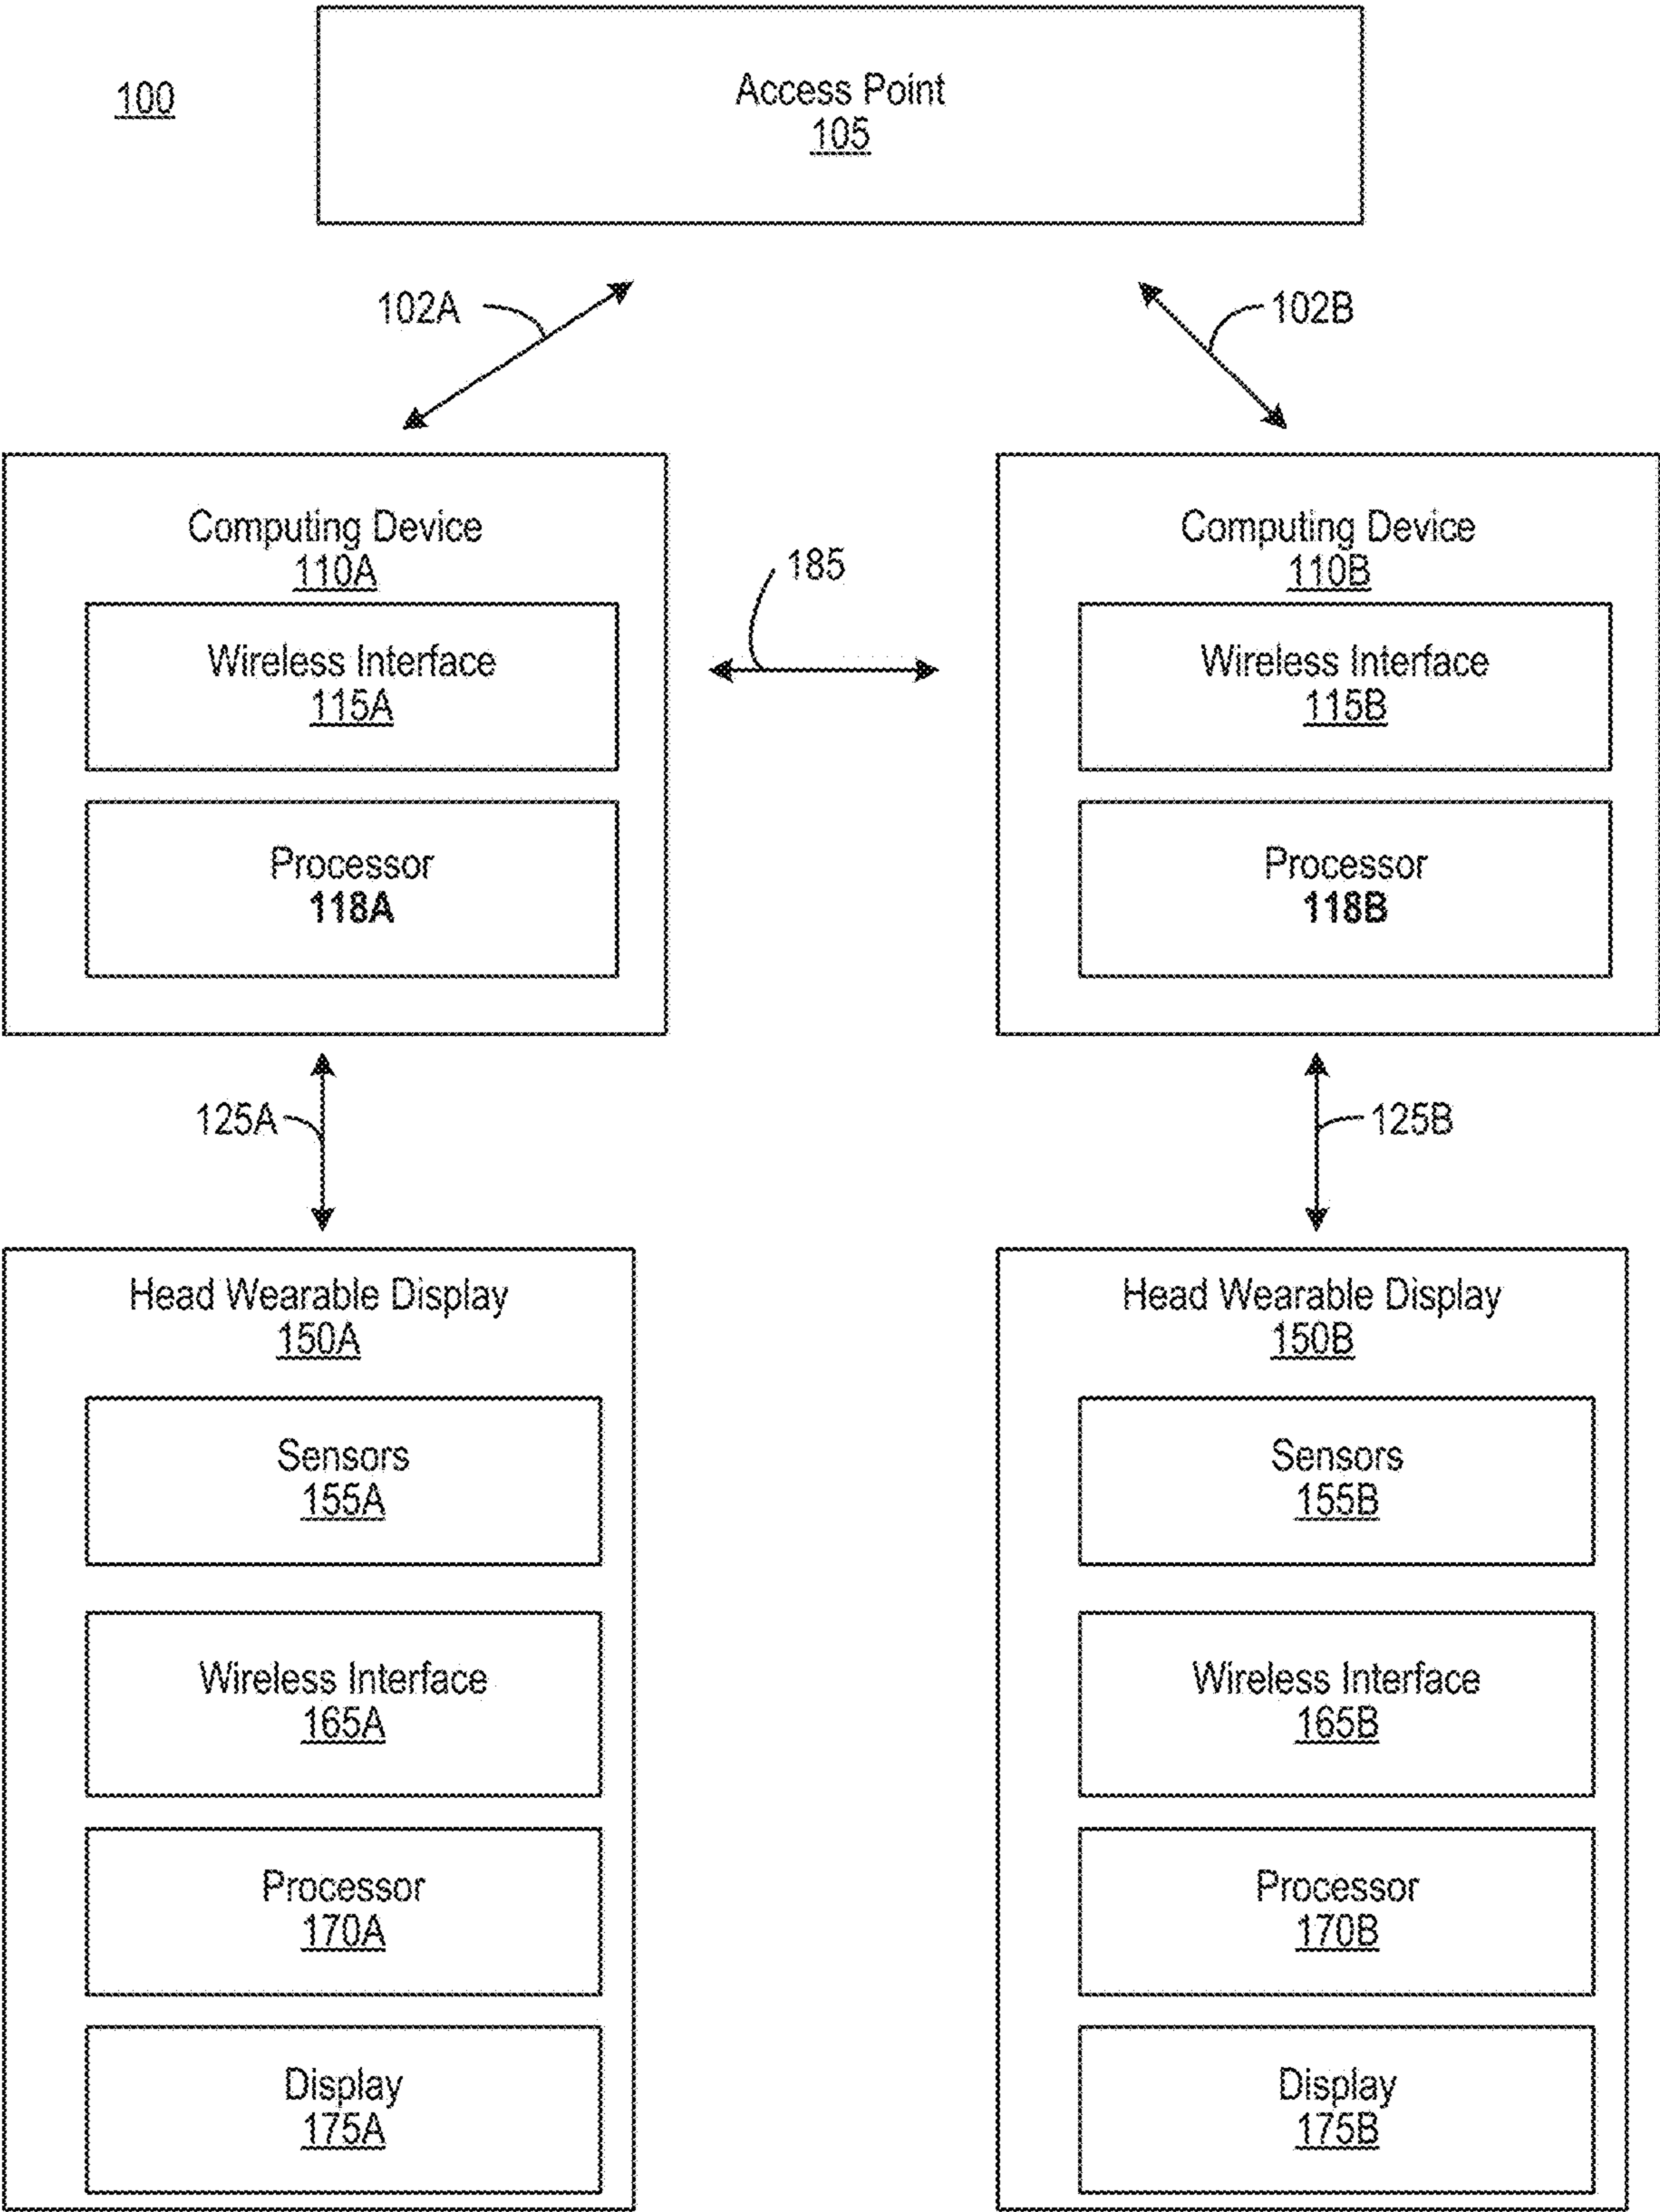 100
Access Point
105
102A
102B
Computing Device
110A
Wireless Interface
115A
Processor
118A
185
Computing Device
110B
Wireless Interface
115B
Processor
118B
125A
125B
Head Wearable Display
150A
Sensors
155A
Wireless Interface
165A
Processor
170A
Display
175A
Head Wearable Display
150B
Sensors
155B
Wireless Interface
165B
Processor
170B
Display
175B